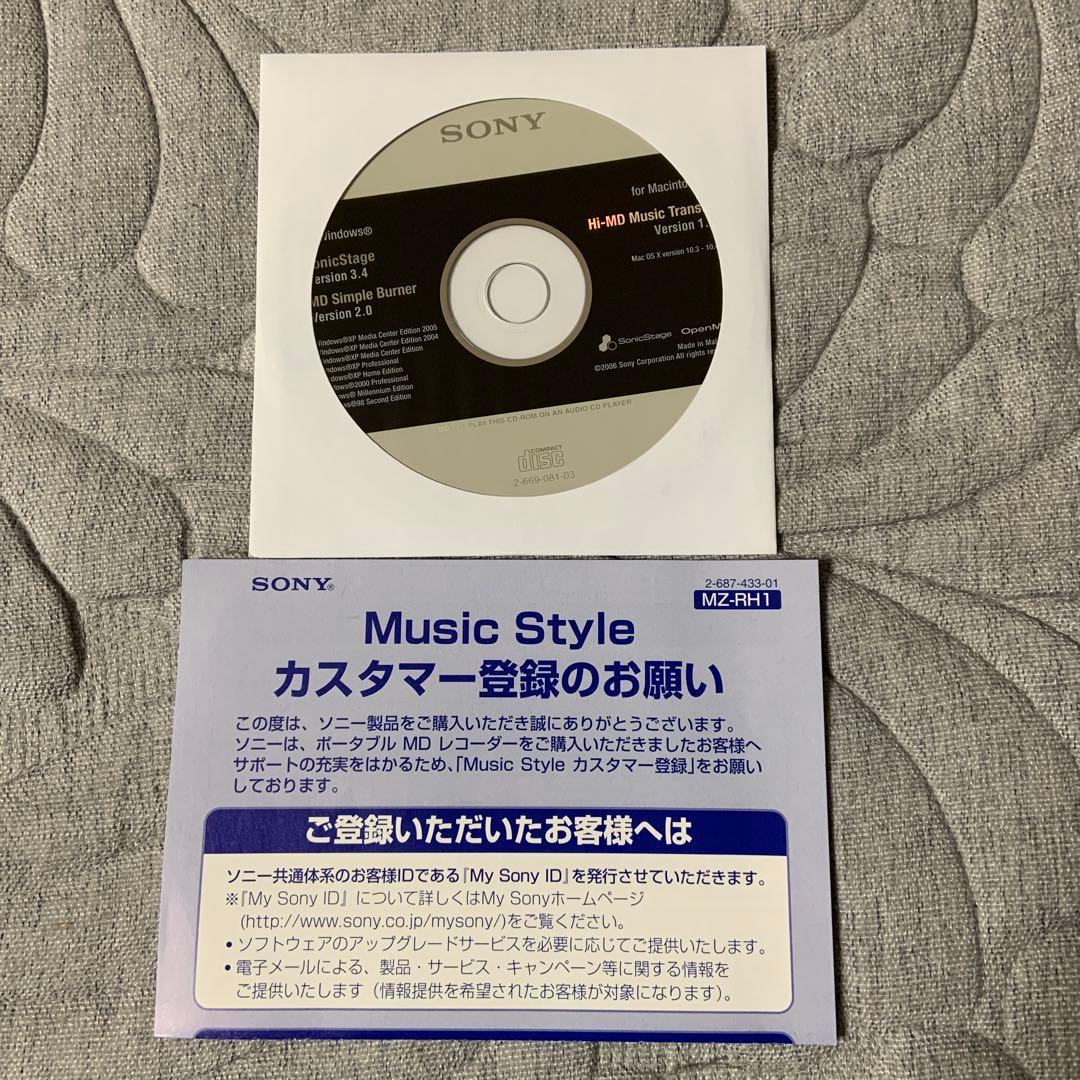 SONY
Windows®
SonicStage
Version 3.4
MD Simple Burner
Version 2.0
Windows®XP Media Center Edition 2005
Windows®XP Media Center Edition 2004
Windows®XP Media Center Edition
Windows®XP Professional
Windows®XP Home Edition
Windows®2000 Professional
Windows® Millennium Edition
Windows®98 Second Edition
for Macinto
Hi-MD Music Trans
Version 1.
Mac OS X version 10.3 - 10.
SonicStage
OpenM
Made in Mal
©2006 Sony Corporation All rights re
PLAY THIS CD-ROM ON AN AUDIO CD PLAYER
COMPACT
disc
2-669-081-03
SONY®
2-687-433-01
MZ-RH1
Music Style
カスタマー登録のお願い
この度は、ソニー製品をご購入いただき誠にありがとうございます。
ソニーは、ポータブル MD レコーダーをご購入いただきましたお客様へ
サポートの充実をはかるため、「Music Style カスタマー登録」をお願い
しております。
ご登録いただいたお客様へは
ソニー共通体系のお客様IDである『My Sony ID』を発行させていただきます。
※『My Sony ID』について詳しくはMy Sonyホームページ
(http://www.sony.co.jp/mysony/)をご覧ください。
• ソフトウェアのアップグレードサービスを必要に応じてご提供いたします。
• 電子メールによる、製品・サービス・キャンペーン等に関する情報を
ご提供いたします（情報提供を希望されたお客様が対象になります）。